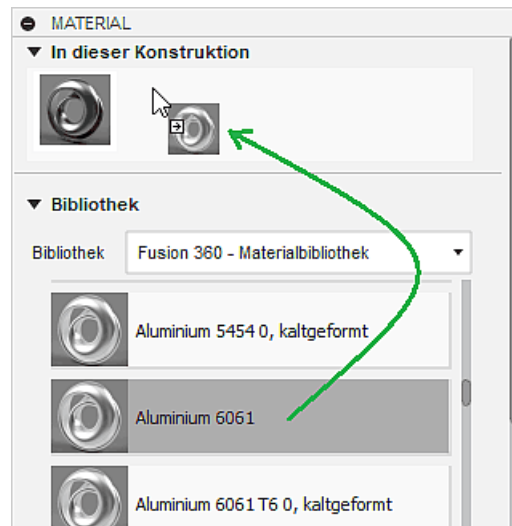 MATERIAL
In dieser Konstruktion
Bibliothek
Bibliothek Fusion 360 - Materialbibliothek
Aluminium 5454 0, kaltgeformt
Aluminium 6061
Aluminium 6061 T6 0, kaltgeformt